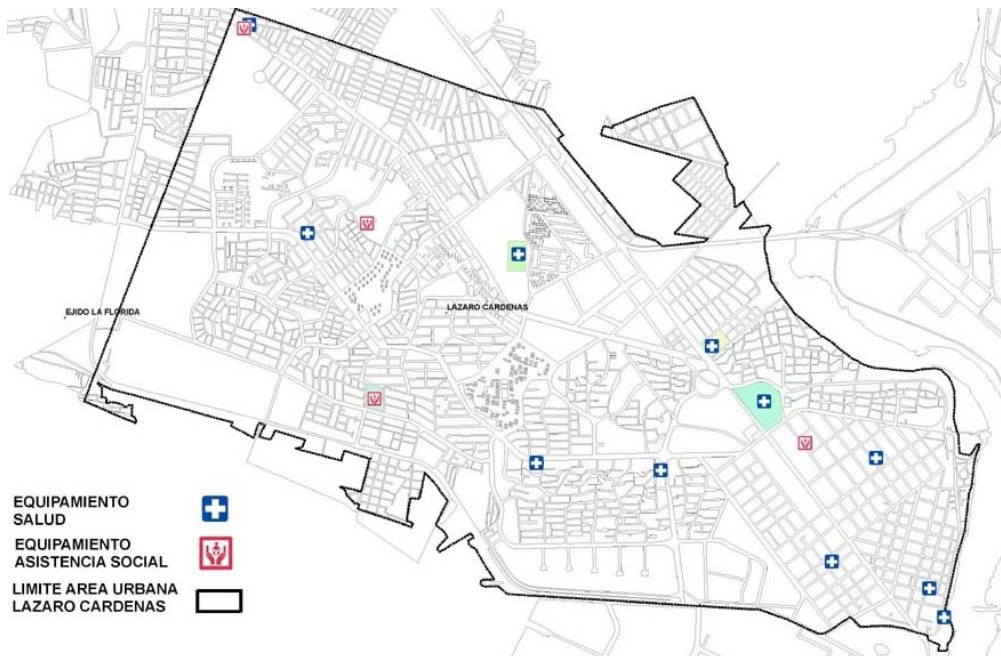 EJIDO LA FLORIDA
LAZARO CARDENAS
EQUIPAMIENTO
SALUD
EQUIPAMIENTO
ASISTENCIA SOCIAL
LIMITE AREA URBANA
LAZARO CARDENAS